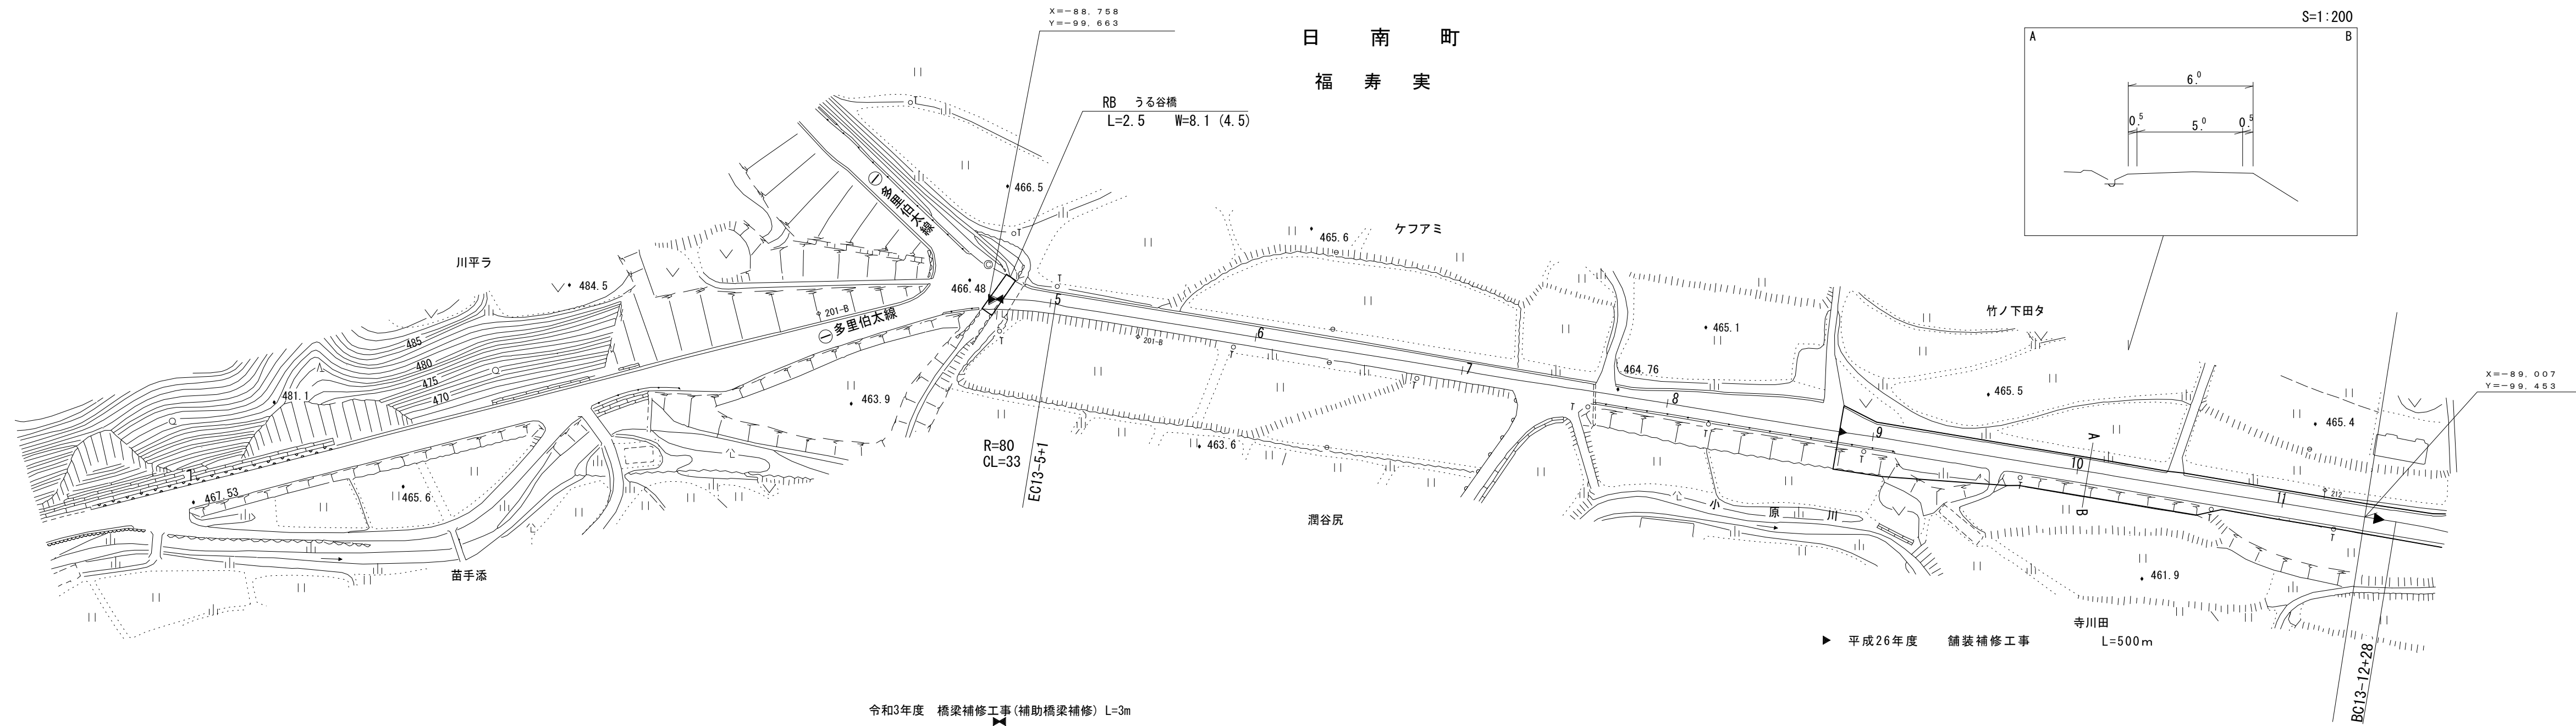 X=-88, 758
Y=-99, 663
日南町
福寿実
S=1:200
A
B
6.0
0.5
5.0
0.5
RB うる谷橋
L=2.5 W=8.1 (4.5)
466.5
一 多里伯太線
T
T
ケフアミ
465.6
川平ラ
484.5
466.48
C
T
5
201-B
一 多里伯太線
6
201-B
T
T
465.1
竹ノ下田タ
485
480
475
470
481.1
7
464.76
8
465.5
X=-89, 007
Y=-99, 453
463.9
T
463.6
T
T
T
9
A
465.4
R=80
CL=33
EC13-5+1
10
212
11
7
467.53
465.6
T
B
T
T
潤谷尻
小原川
苗手添
461.9
寺川田
▶ 平成26年度 舗装補修工事 L=500m
BC13-12+28
令和3年度 橋梁補修工事(補助橋梁補修) L=3m